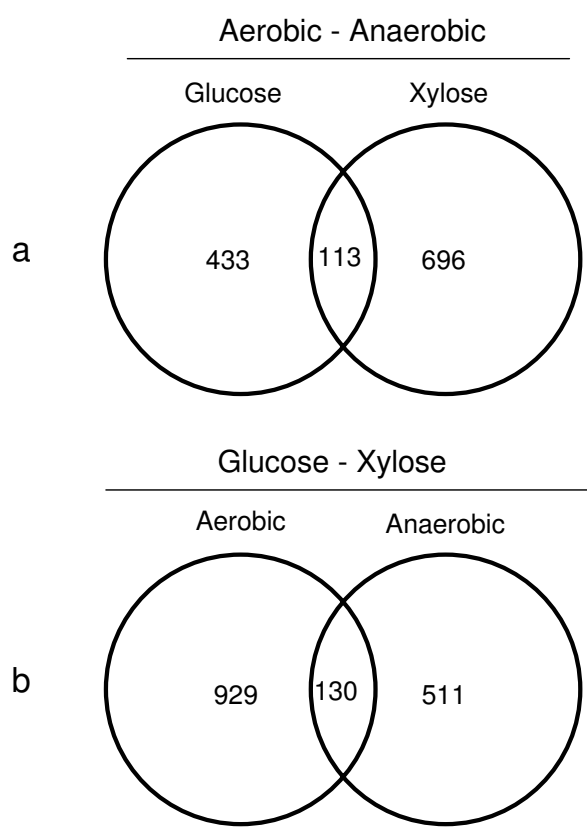 Aerobic - Anaerobic
Glucose Xylose
a 433 113 696
Glucose - Xylose
Aerobic Anaerobic
b 929 130 511